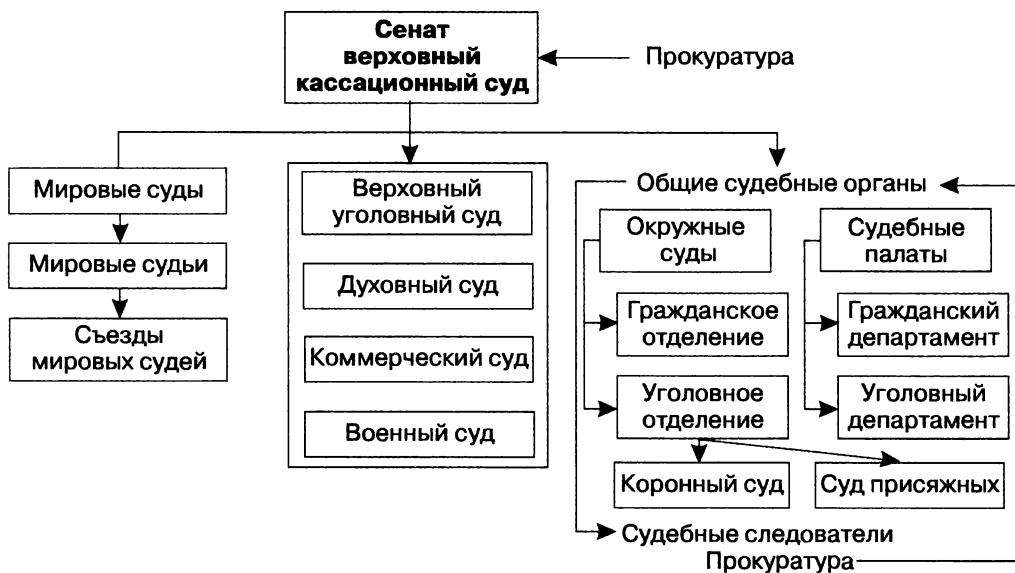 Сенат
верховный
кассационный суд
Прокуратура
Мировые суды
Мировые судьи
Съезды
мировых судей
Верховный
уголовный суд
Духовный суд
Коммерческий суд
Военный суд
Общие судебные органы
Окружные
суды
Гражданское
отделение
Уголовное
отделение
Судебные
палаты
Гражданский
департамент
Уголовный
департамент
Коронный суд
Суд присяжных
Судебные следователи
Прокуратура